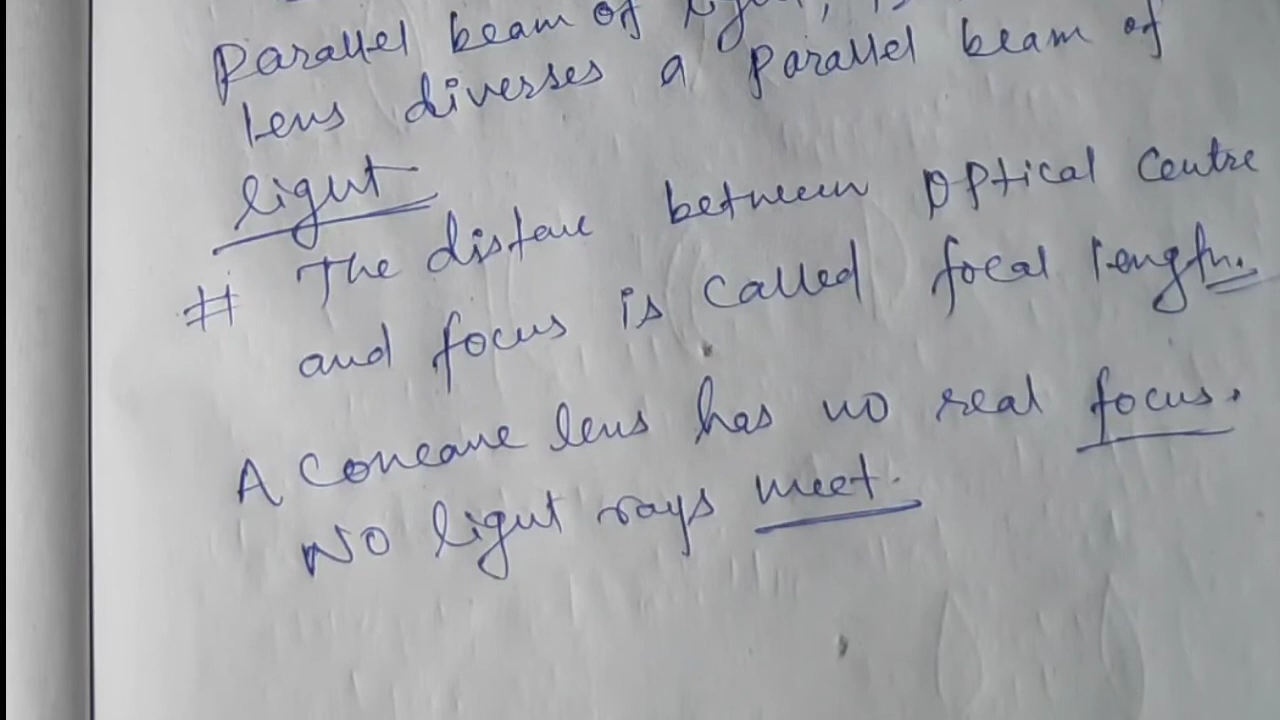 Parallel beam of
lens diverses a parallel beam of
light
# The distance between optical centre
and focus is called focal length.
A Concave lens has no real focus.
No light rays meet.